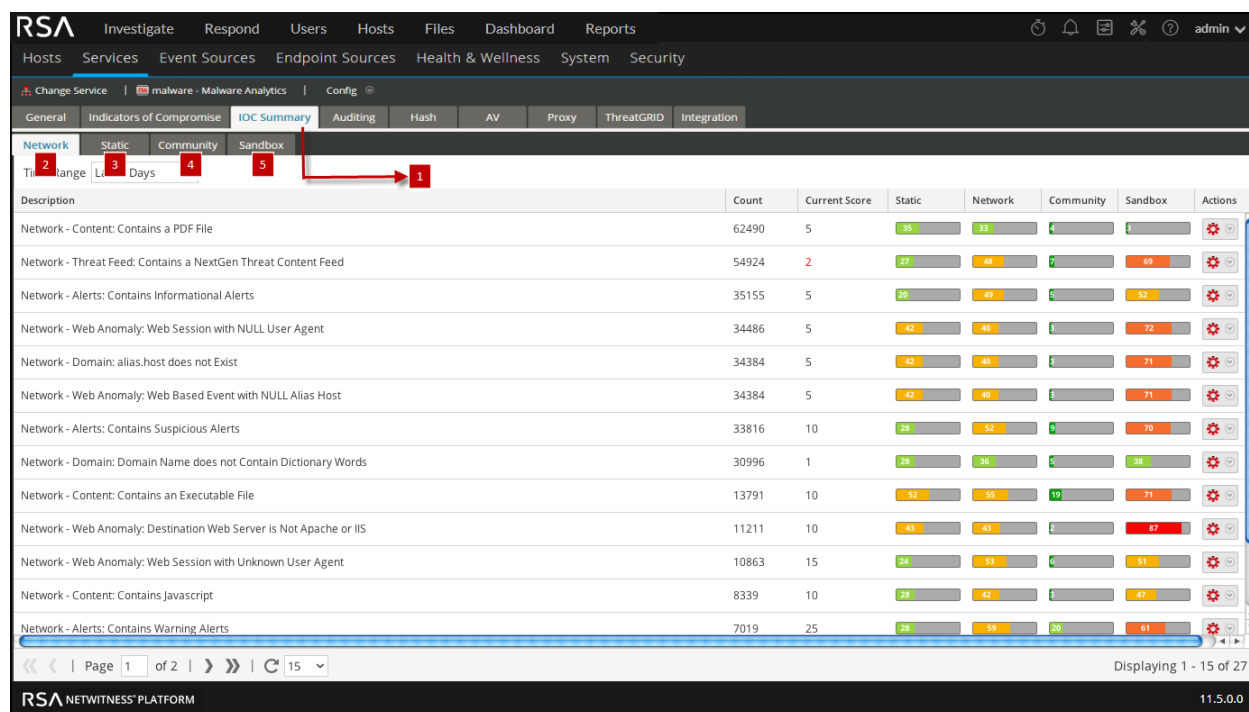 RSA Investigate Respond Users Hosts Files Dashboard Reports admin
Hosts Services Event Sources Endpoint Sources Health & Wellness System Security
Change Service | malware - Malware Analytics | Config
General Indicators of Compromise IOC Summary Auditing Hash AV Proxy ThreatGRID Integration
Network Static Community Sandbox
2 3 4 5 1
Range Days
Description Count Current Score Static Network Community Sandbox Actions
Network - Content: Contains a PDF File 62490 5 35 33 4 3
Network - Threat Feed: Contains a NextGen Threat Content Feed 54924 2 27 48 7 69
Network - Alerts: Contains Informational Alerts 35155 5 20 49 5 52
Network - Web Anomaly: Web Session with NULL User Agent 34486 5 42 40 3 72
Network - Domain: alias.host does not Exist 34384 5 42 40 3 71
Network - Web Anomaly: Web Based Event with NULL Alias Host 34384 5 42 40 3 71
Network - Alerts: Contains Suspicious Alerts 33816 10 28 52 9 70
Network - Domain: Domain Name does not Contain Dictionary Words 30996 1 28 36 5 38
Network - Content: Contains an Executable File 13791 10 52 55 19 71
Network - Web Anomaly: Destination Web Server is Not Apache or IIS 11211 10 43 43 2 87
Network - Web Anomaly: Web Session with Unknown User Agent 10863 15 24 53 6 51
Network - Content: Contains Javascript 8339 10 28 42 3 47
Network - Alerts: Contains Warning Alerts 7019 25 28 59 20 61
| Page 1 of 2 | | 15 Displaying 1 - 15 of 27
RSA NETWITNESS® PLATFORM 11.5.0.0